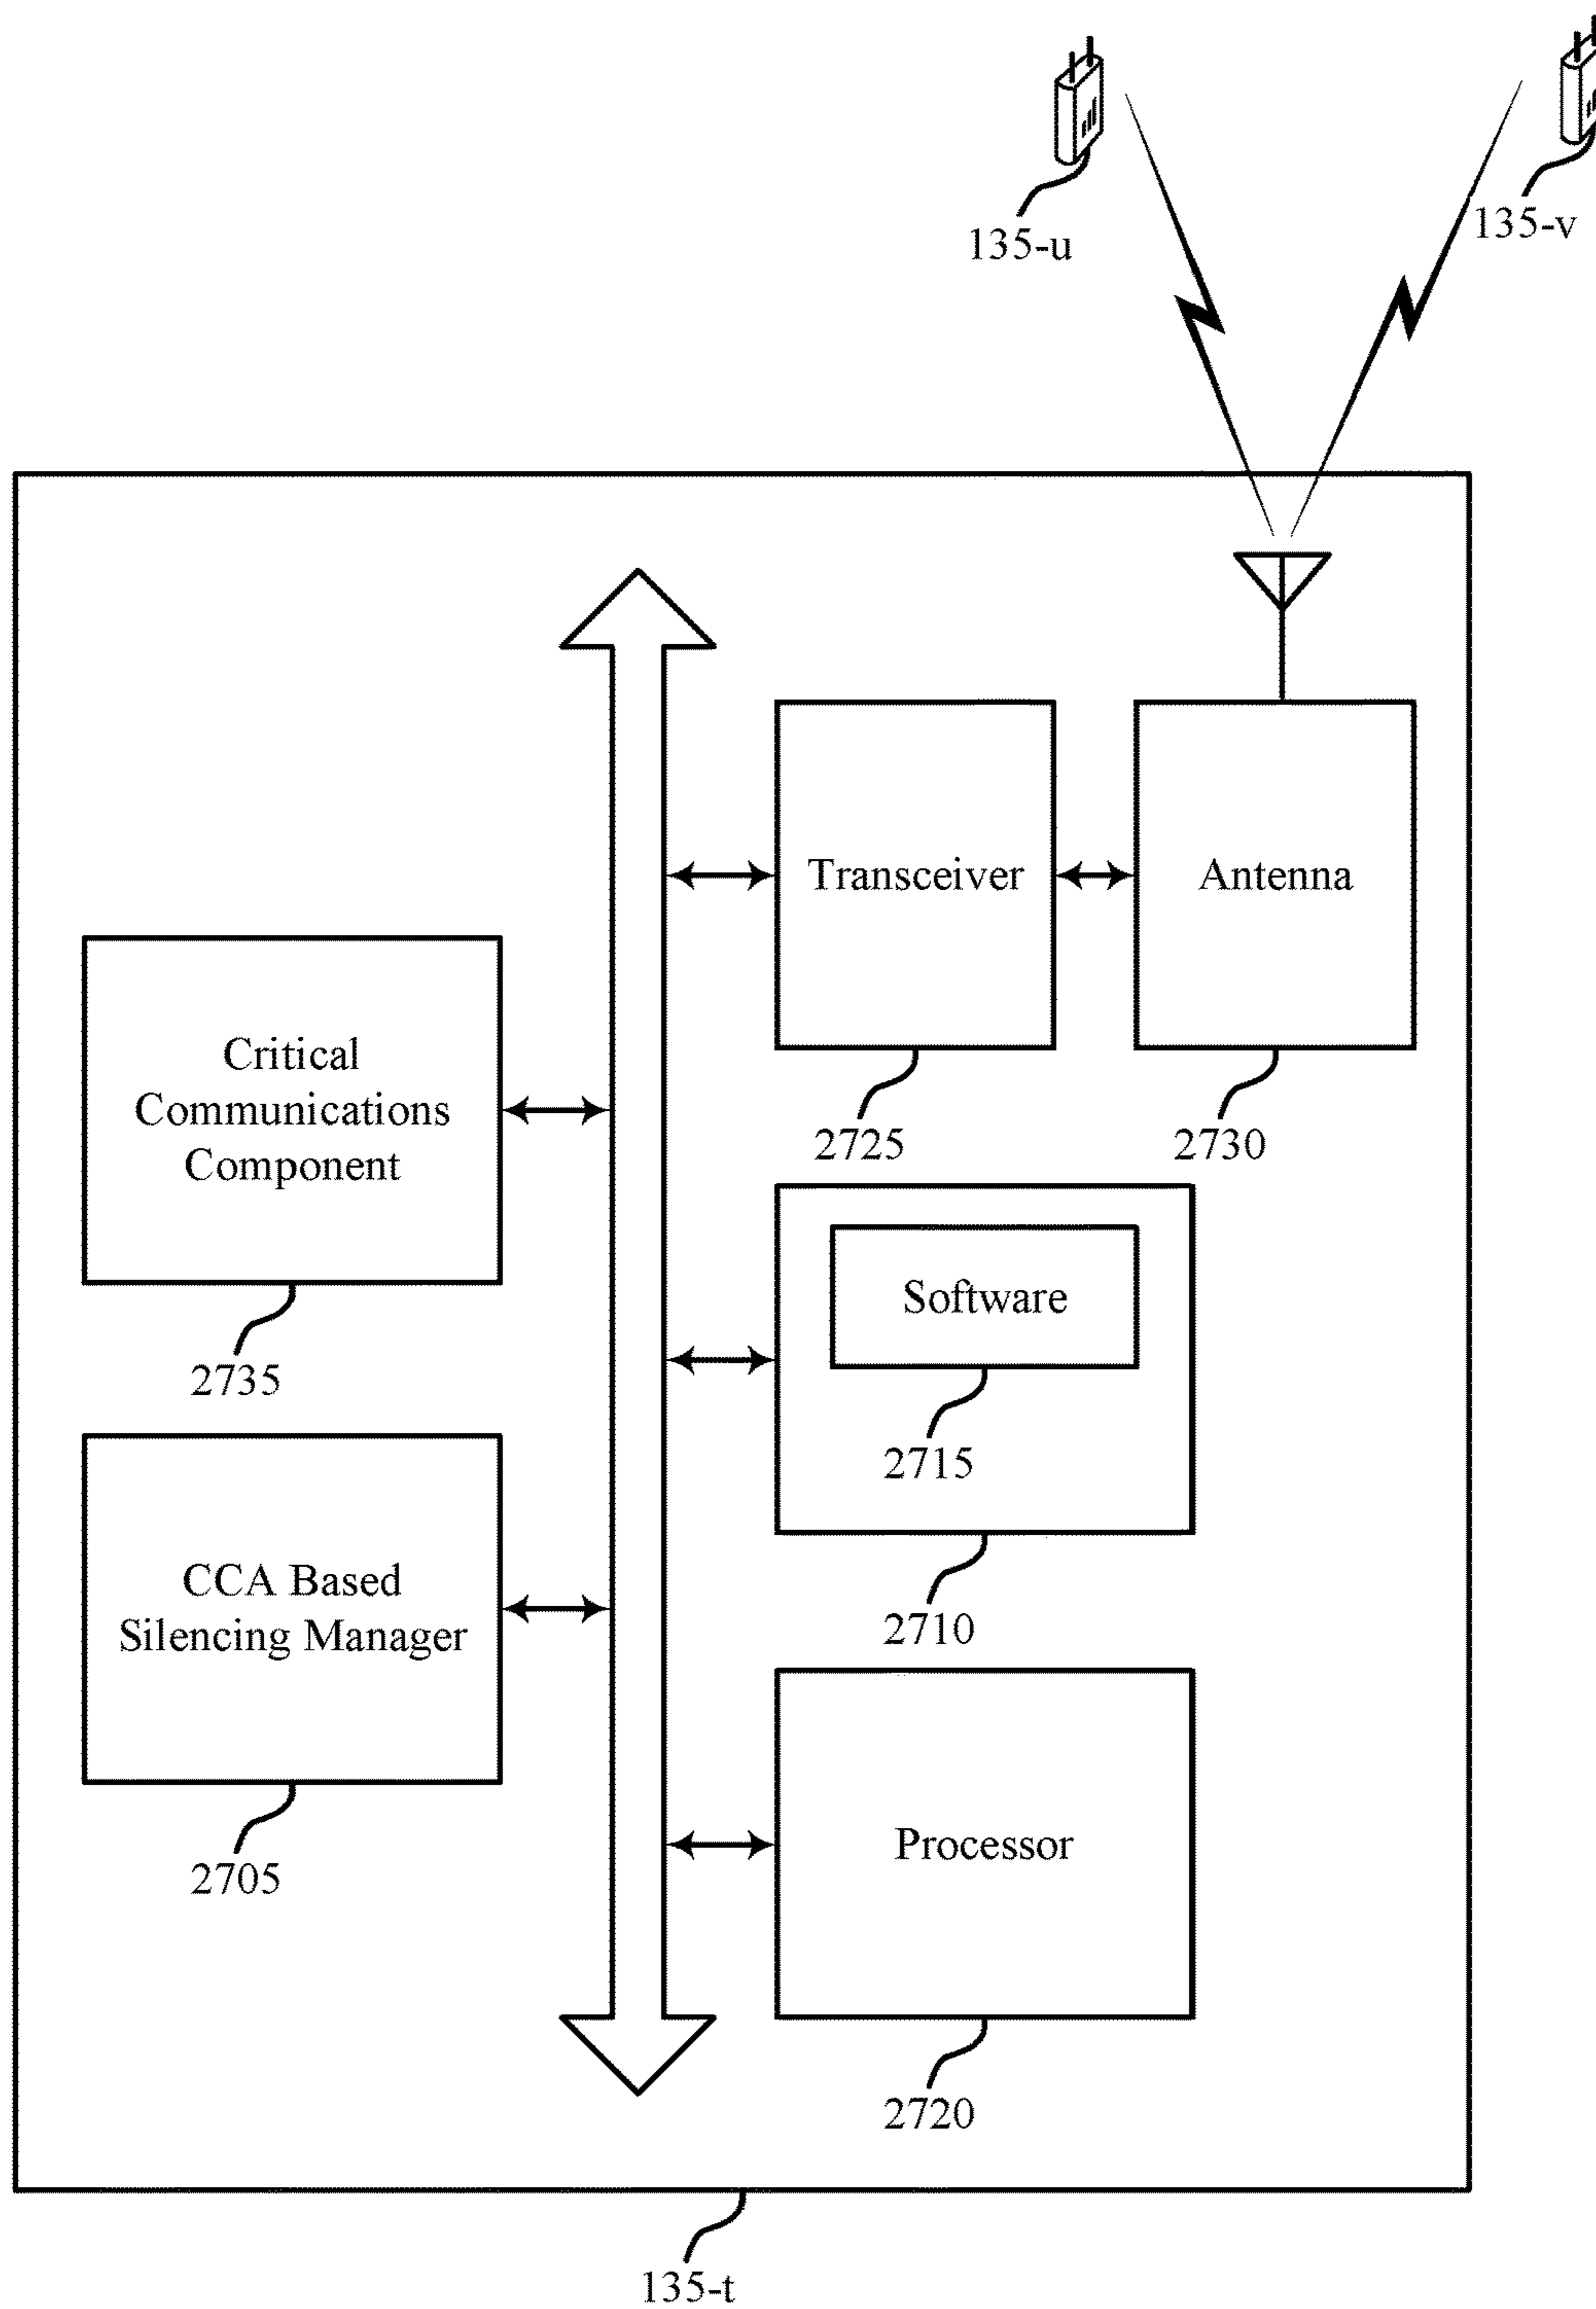 135-u
135-v
Transceiver
Antenna
2725
2730
Critical
Communications
Component
2735
Software
2715
2710
CCA Based
Silencing Manager
2705
Processor
2720
135-t